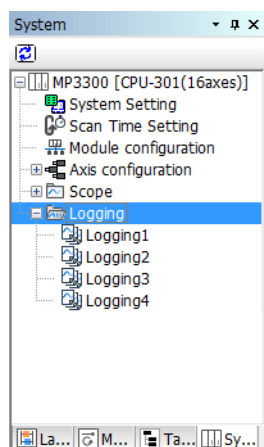 System
MP3300 [CPU-301(16axes)]
System Setting
Scan Time Setting
Module configuration
Axis configuration
Scope
Logging
Logging1
Logging2
Logging3
Logging4
La... M... Ta... Sy...